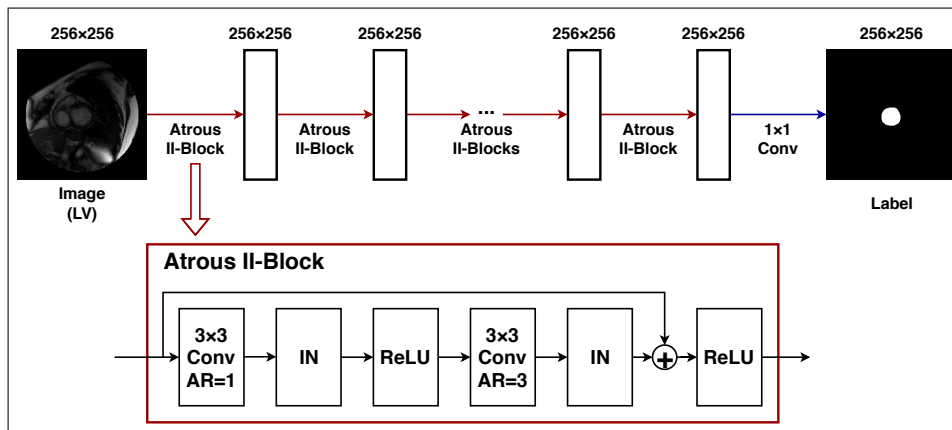 256×256
256×256
256×256
256×256
256×256
256×256
...
Atrous
II-Block
Atrous
II-Block
Atrous
II-Blocks
Atrous
II-Block
1×1
Conv
Image
(LV)
Label
Atrous II-Block
3×3
Conv
AR=1
IN
ReLU
3×3
Conv
AR=3
IN
+
ReLU